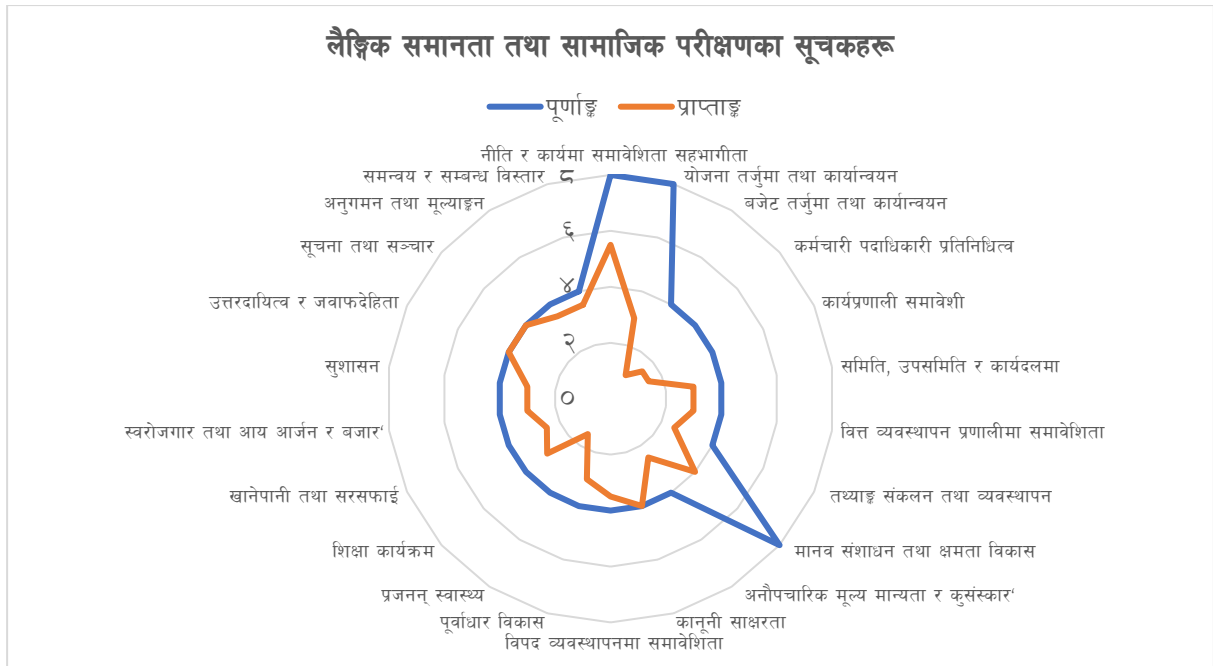 लैङ्गिक समानता तथा सामाजिक परीक्षणका सूचकहरू
पूर्णाङ्क
प्राप्ताङ्क
नीति र कार्यमा समावेशिता सहभागीता
योजना तर्जुमा तथा कार्यान्वयन
बजेट तर्जुमा तथा कार्यान्वयन
कर्मचारी पदाधिकारी प्रतिनिधित्व
कार्यप्रणाली समावेशी
समिति, उपसमिति र कार्यदलमा
वित्त व्यवस्थापन प्रणालीमा समावेशिता
तथ्याङ्क संकलन तथा व्यवस्थापन
मानव संशाधन तथा क्षमता विकास
अनौपचारिक मूल्य मान्यता र कुसंस्कार‘
कानूनी साक्षरता
विपद व्यवस्थापनमा समावेशिता
पूर्वाधार विकास
प्रजनन् स्वास्थ्य
शिक्षा कार्यक्रम
खानेपानी तथा सरसफाई
स्वरोजगार तथा आय आर्जन र बजार‘
सुशासन
उत्तरदायित्व र जवाफदेहिता
सूचना तथा सञ्चार
अनुगमन तथा मूल्याङ्कन
समन्वय र सम्बन्ध विस्तार
८
६
४
२
०